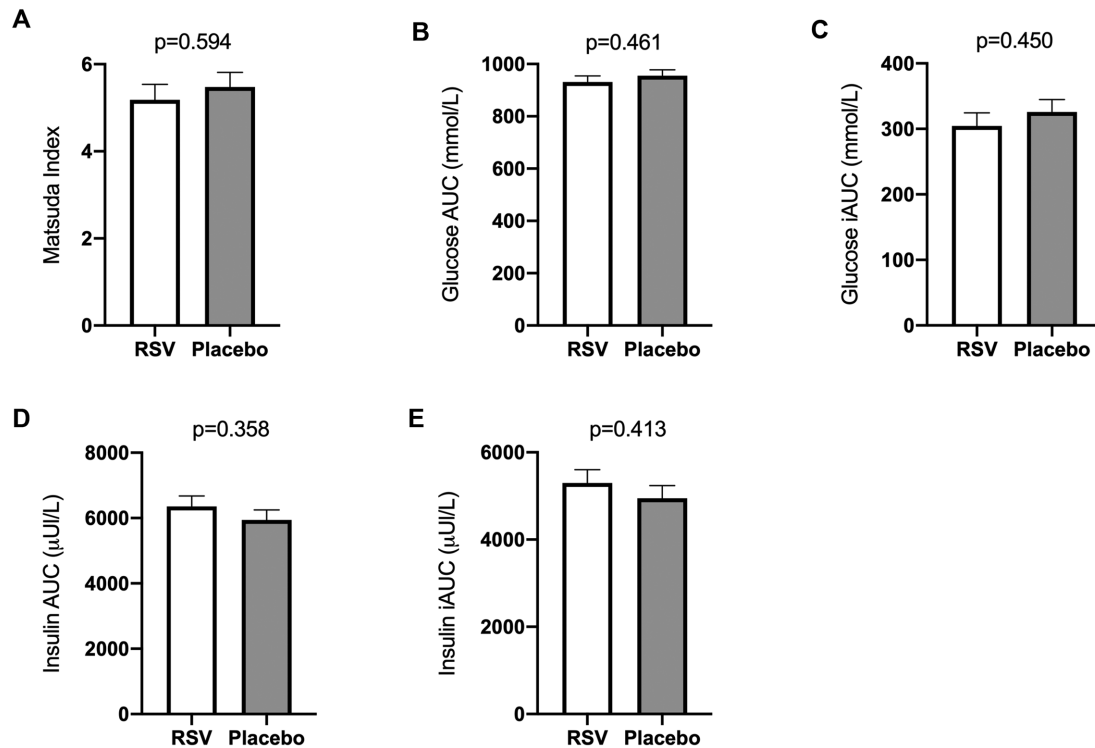 A
p=0.594
Matsuda Index
6
4
2
0
RSV Placebo
B
p=0.461
Glucose AUC (mmol/L)
1000
800
600
400
200
0
RSV Placebo
C
p=0.450
Glucose iAUC (mmol/L)
400
300
200
100
0
RSV Placebo
D
p=0.358
Insulin AUC (μUI/L)
8000
6000
4000
2000
0
RSV Placebo
E
p=0.413
Insulin iAUC (μUI/L)
6000
4000
2000
0
RSV Placebo